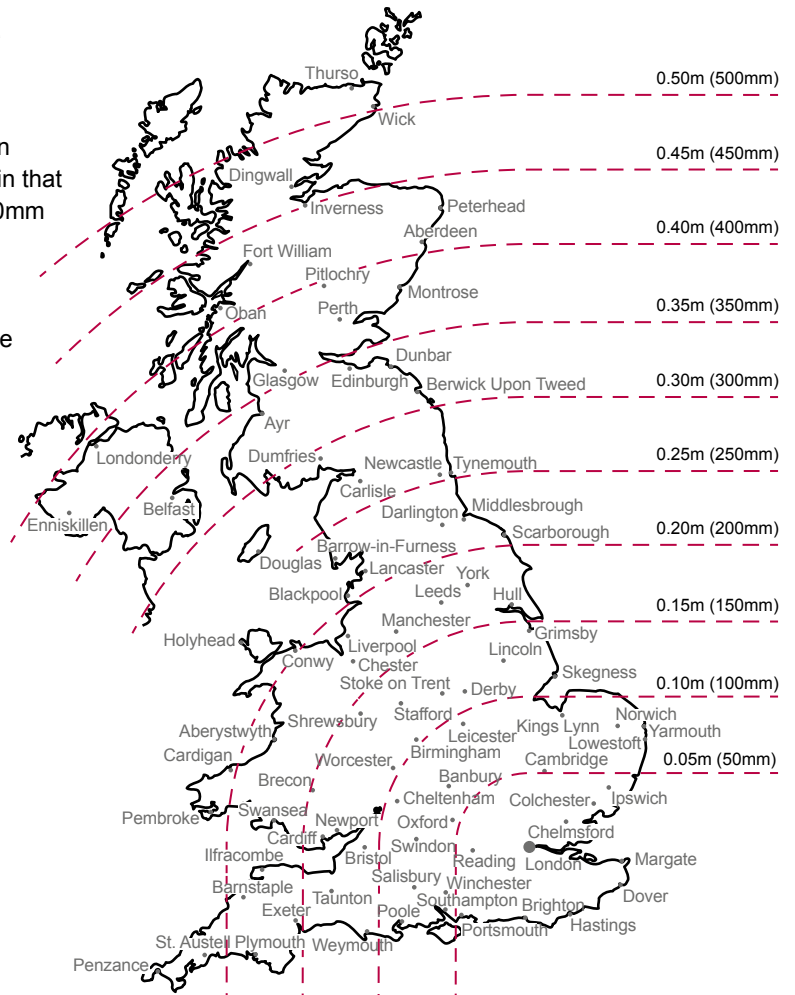 Thurso
0.50m (500mm)
Wick
n
in that
0mm
0.45m (450mm)
Dingwall
Inverness
Peterhead
Aberdeen
0.40m (400mm)
Fort William
Pitlochry
Montrose
Oban
Perth
0.35m (350mm)
e
Dunbar
Glasgow
Edinburgh
Berwick Upon Tweed
0.30m (300mm)
Ayr
Londonderry
Dumfries
Newcastle
Tynemouth
0.25m (250mm)
Carlisle
Belfast
Enniskillen
Middlesbrough
Darlington
Scarborough
0.20m (200mm)
Barrow-in-Furness
Douglas
Lancaster
York
Leeds
Hull
Blackpool
0.15m (150mm)
Manchester
Grimsby
Holyhead
Liverpool
Lincoln
Conwy
Chester
Skegness
Stoke on Trent
Derby
0.10m (100mm)
Shrewsbury
Stafford
Kings Lynn
Norwich
Aberystwyth
Leicester
Yarmouth
Birmingham
Lowestoft
Cardigan
Worcester
Cambridge
0.05m (50mm)
Brecon
Banbury
Cheltenham
Colchester
Ipswich
Pembroke
Swansea
Newport
Oxford
Chelmsford
Cardiff
Swindon
Ilfracombe
Bristol
Reading
London
Margate
Salisbury
Barnstaple
Taunton
Winchester
Dover
Southampton
Exeter
Poole
Brighton
Hastings
Portsmouth
St. Austell
Plymouth
Weymouth
Penzance